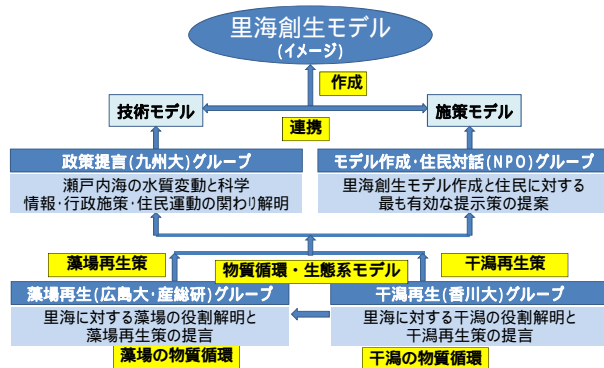 里海創生モデル
(イメージ)
作成
技術モデル
施策モデル
連携
政策提言(九州大)グループ
瀬戸内海の水質変動と科学
情報・行政施策・住民運動の関わり解明
モデル作成・住民対話(NPO)グループ
里海創生モデル作成と住民に対する
最も有効な提示策の提案
藻場再生策
物質循環・生態系モデル
干潟再生策
藻場再生(広島大・産総研)グループ
里海に対する藻場の役割解明と
藻場再生策の提言
藻場の物質循環
干潟再生(香川大)グループ
里海に対する干潟の役割解明と
干潟再生策の提言
干潟の物質循環